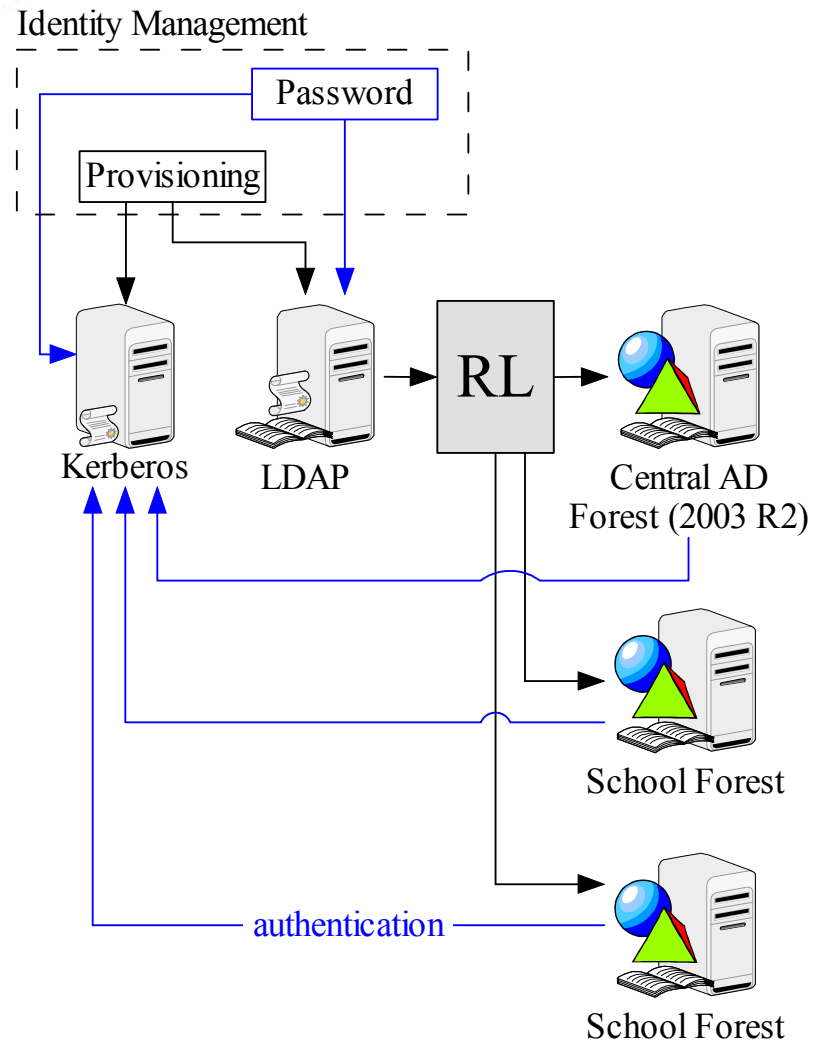 Identity Management
Password
Provisioning
RL
Kerberos
LDAP
Central AD
Forest (2003 R2)
School Forest
authentication
School Forest